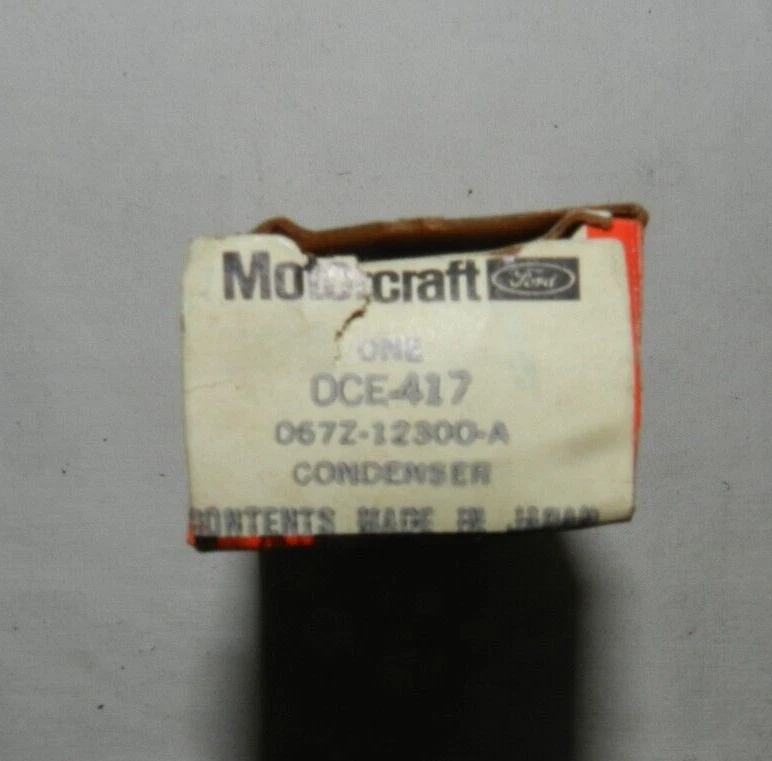 Motorcraft Ford
ONE
DCE-417
D67Z-12300-A
CONDENSER
CONTENTS MADE IN JAPAN